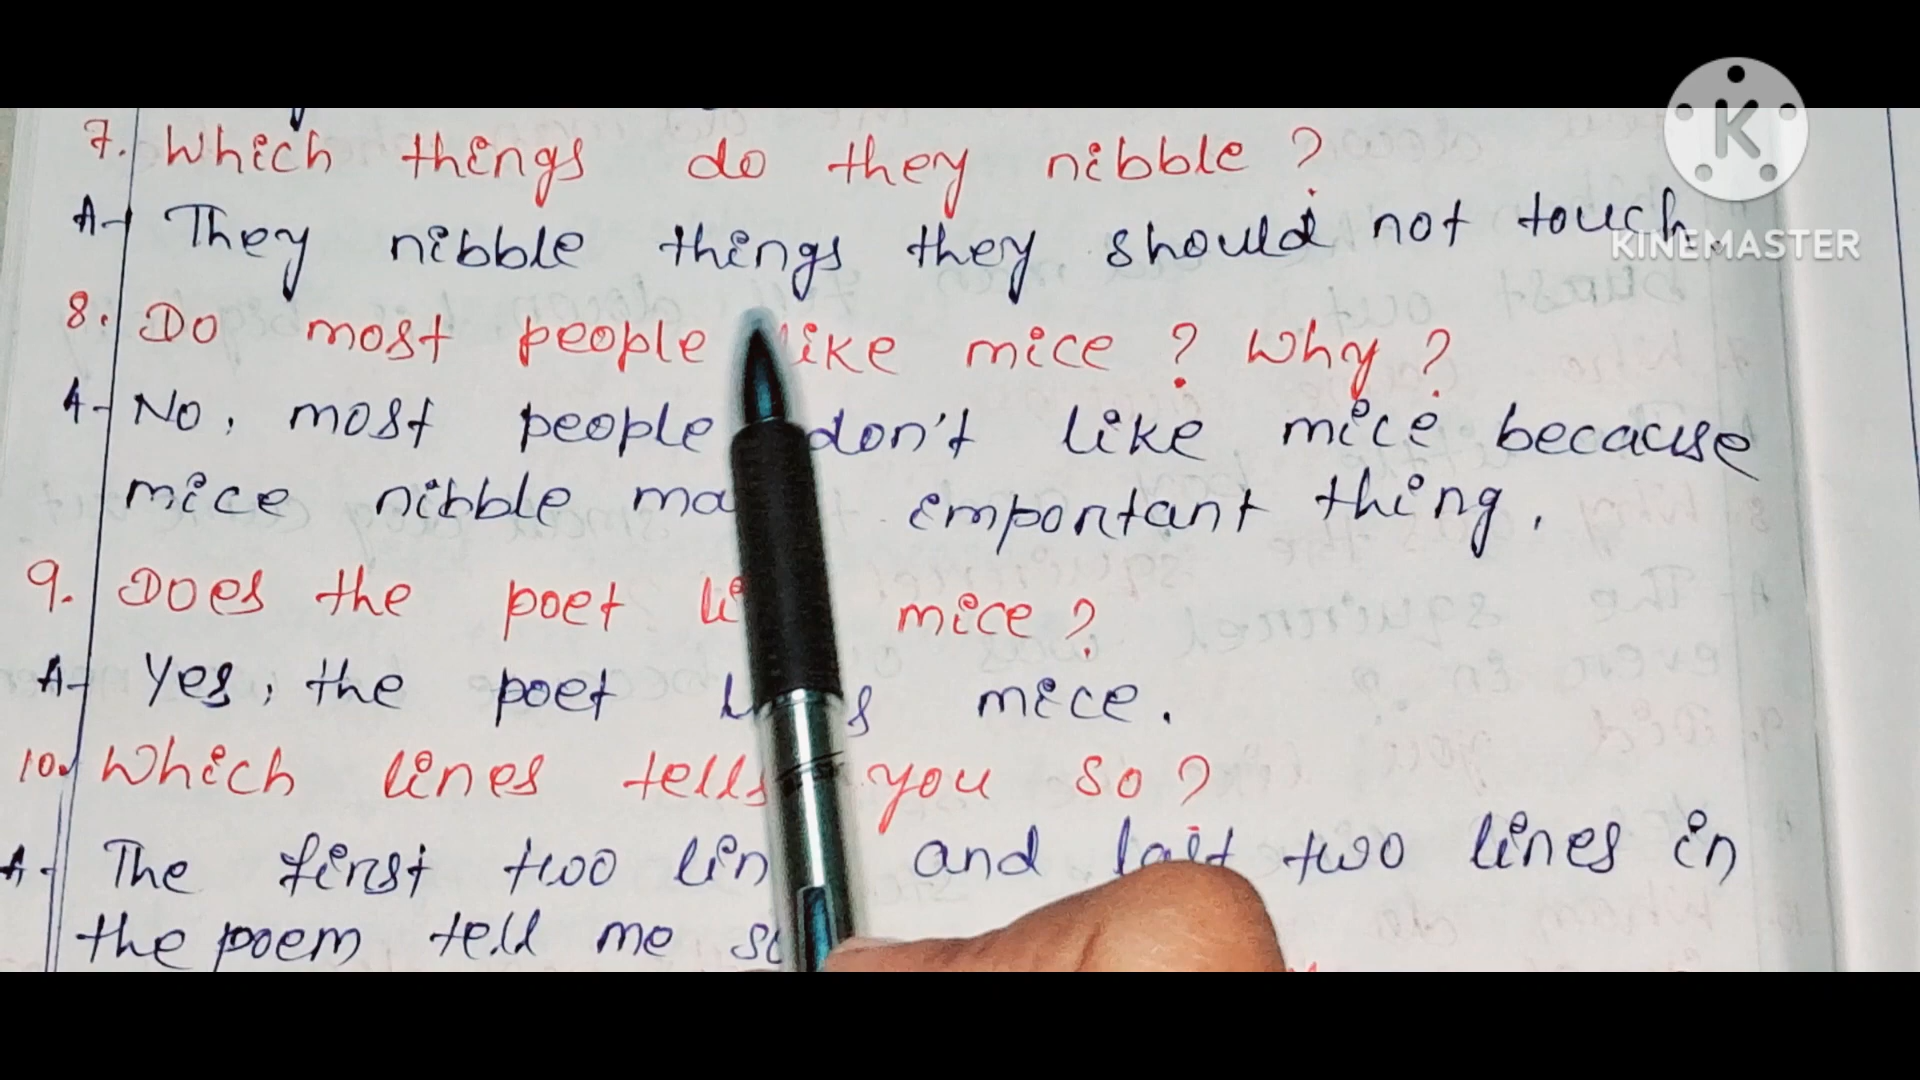 7. Which things do they nibble?
A- They nibble things they should not touch.
8. Do most people like mice? Why?
A- No, most people don't like mice because
mice nibble important thing.
9. Does the poet mice?
A- Yes, the poet mice.
10. Which lines tells you so?
A- The first two and last two lines in
the poem tell me
K
KINEMASTER